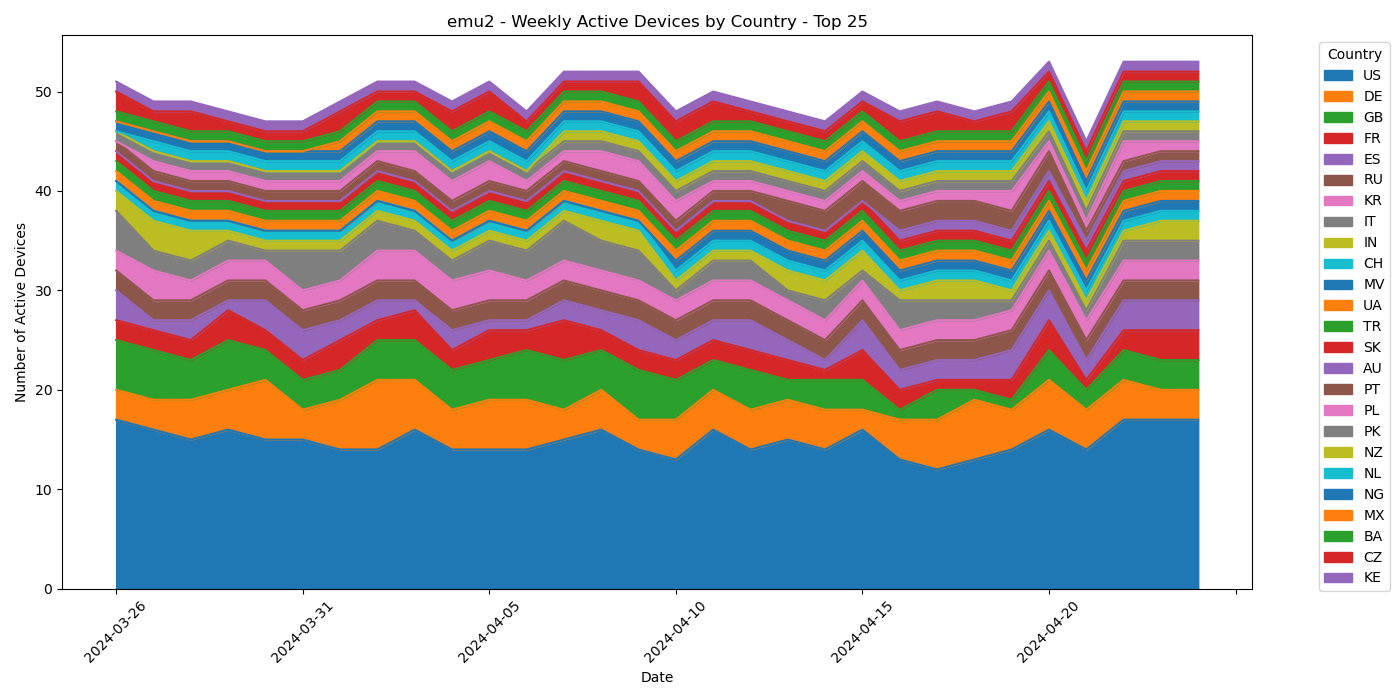 emu2 - Weekly Active Devices by Country - Top 25
Number of Active Devices
50
40
30
20
10
0
2024-03-26
2024-03-31
2024-04-05
2024-04-10
2024-04-15
2024-04-20
Date
Country
US
DE
GB
FR
ES
RU
KR
IT
IN
CH
MV
UA
TR
SK
AU
PT
PL
PK
NZ
NL
NG
MX
BA
CZ
KE